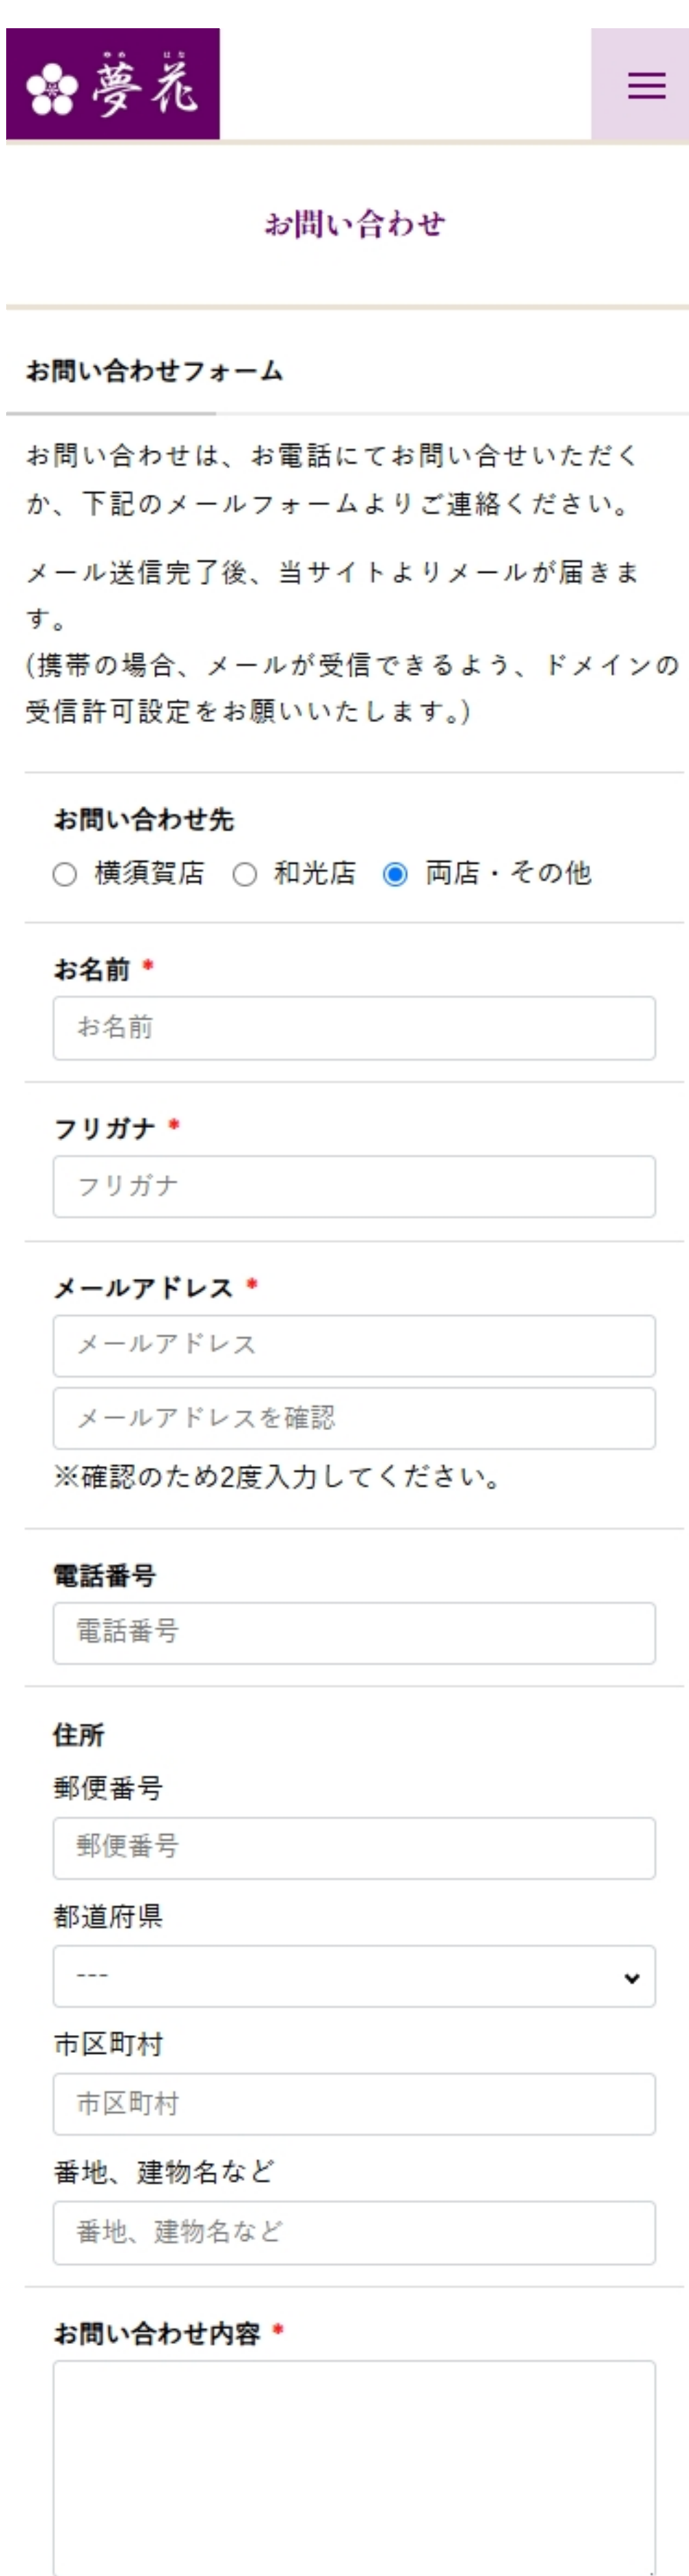 ゆめ はな
夢花
お問い合わせ
お問い合わせフォーム
お問い合わせは、お電話にてお問い合せいただく
か、下記のメールフォームよりご連絡ください。
メール送信完了後、当サイトよりメールが届きま
す。
(携帯の場合、メールが受信できるよう、ドメインの
受信許可設定をお願いいたします。)
お問い合わせ先
横須賀店 和光店 両店・その他
お名前 *
お名前
フリガナ *
フリガナ
メールアドレス *
メールアドレス
メールアドレスを確認
※確認のため2度入力してください。
電話番号
電話番号
住所
郵便番号
郵便番号
都道府県
---
市区町村
市区町村
番地、建物名など
番地、建物名など
お問い合わせ内容 *